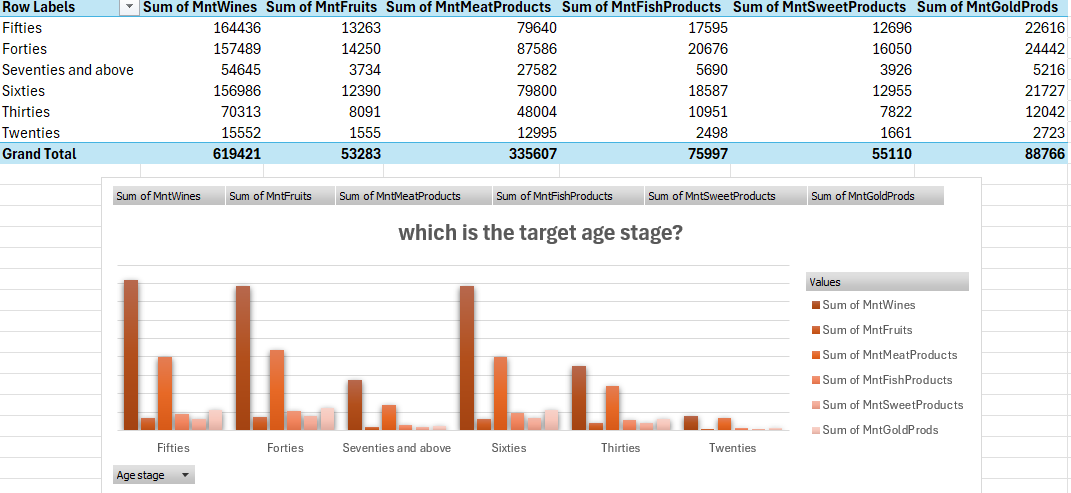 Row Labels Sum of MntWines Sum of MntFruits Sum of MntMeatProducts Sum of MntFishProducts Sum of MntSweetProducts Sum of MntGoldProds
Fifties 164436 13263 79640 17595 12696 22616
Forties 157489 14250 87586 20676 16050 24442
Seventies and above 54645 3734 27582 5690 3926 5216
Sixties 156986 12390 79800 18587 12955 21727
Thirties 70313 8091 48004 10951 7822 12042
Twenties 15552 1555 12995 2498 1661 2723
Grand Total 619421 53283 335607 75997 55110 88766
Sum of MntWines Sum of MntFruits Sum of MntMeatProducts Sum of MntFishProducts Sum of MntSweetProducts Sum of MntGoldProds
which is the target age stage?
Values
Sum of MntWines
Sum of MntFruits
Sum of MntMeatProducts
Sum of MntFishProducts
Sum of MntSweetProducts
Sum of MntGoldProds
Fifties Forties Seventies and above Sixties Thirties Twenties
Age stage